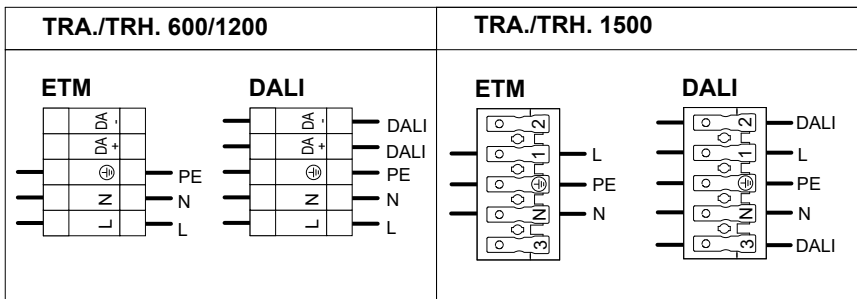 TRA./TRH. 600/1200
TRA./TRH. 1500
ETM
DALI
ETM
DALI
DA -
DA +
PE
N N
L L
DA - DALI
DA + DALI
PE
N N
L L
2
1 L
PE
N N
3
2 DALI
1 L
PE
N N
3 DALI